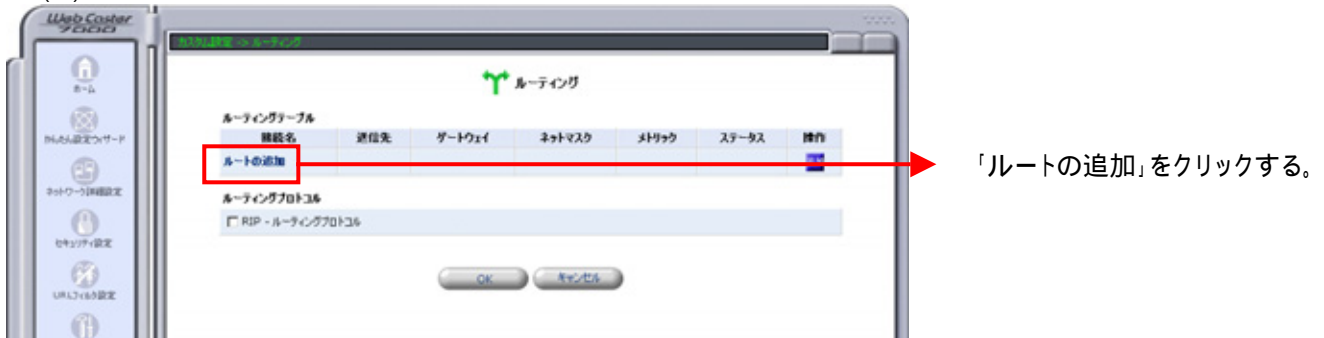 Web Caster
7000
カスタム設定 -> ルーティング
ホーム
ルーティング
かんたん設定ウィザード
ルーティングテーブル
接続名 送信先 ゲートウェイ ネットマスク メトリック ステータス 操作
ルートの追加
「ルートの追加」をクリックする。
ネットワーク詳細設定
ルーティングプロトコル
RIP - ルーティングプロトコル
セキュリティ設定
OK キャンセル
URLフィルタ設定